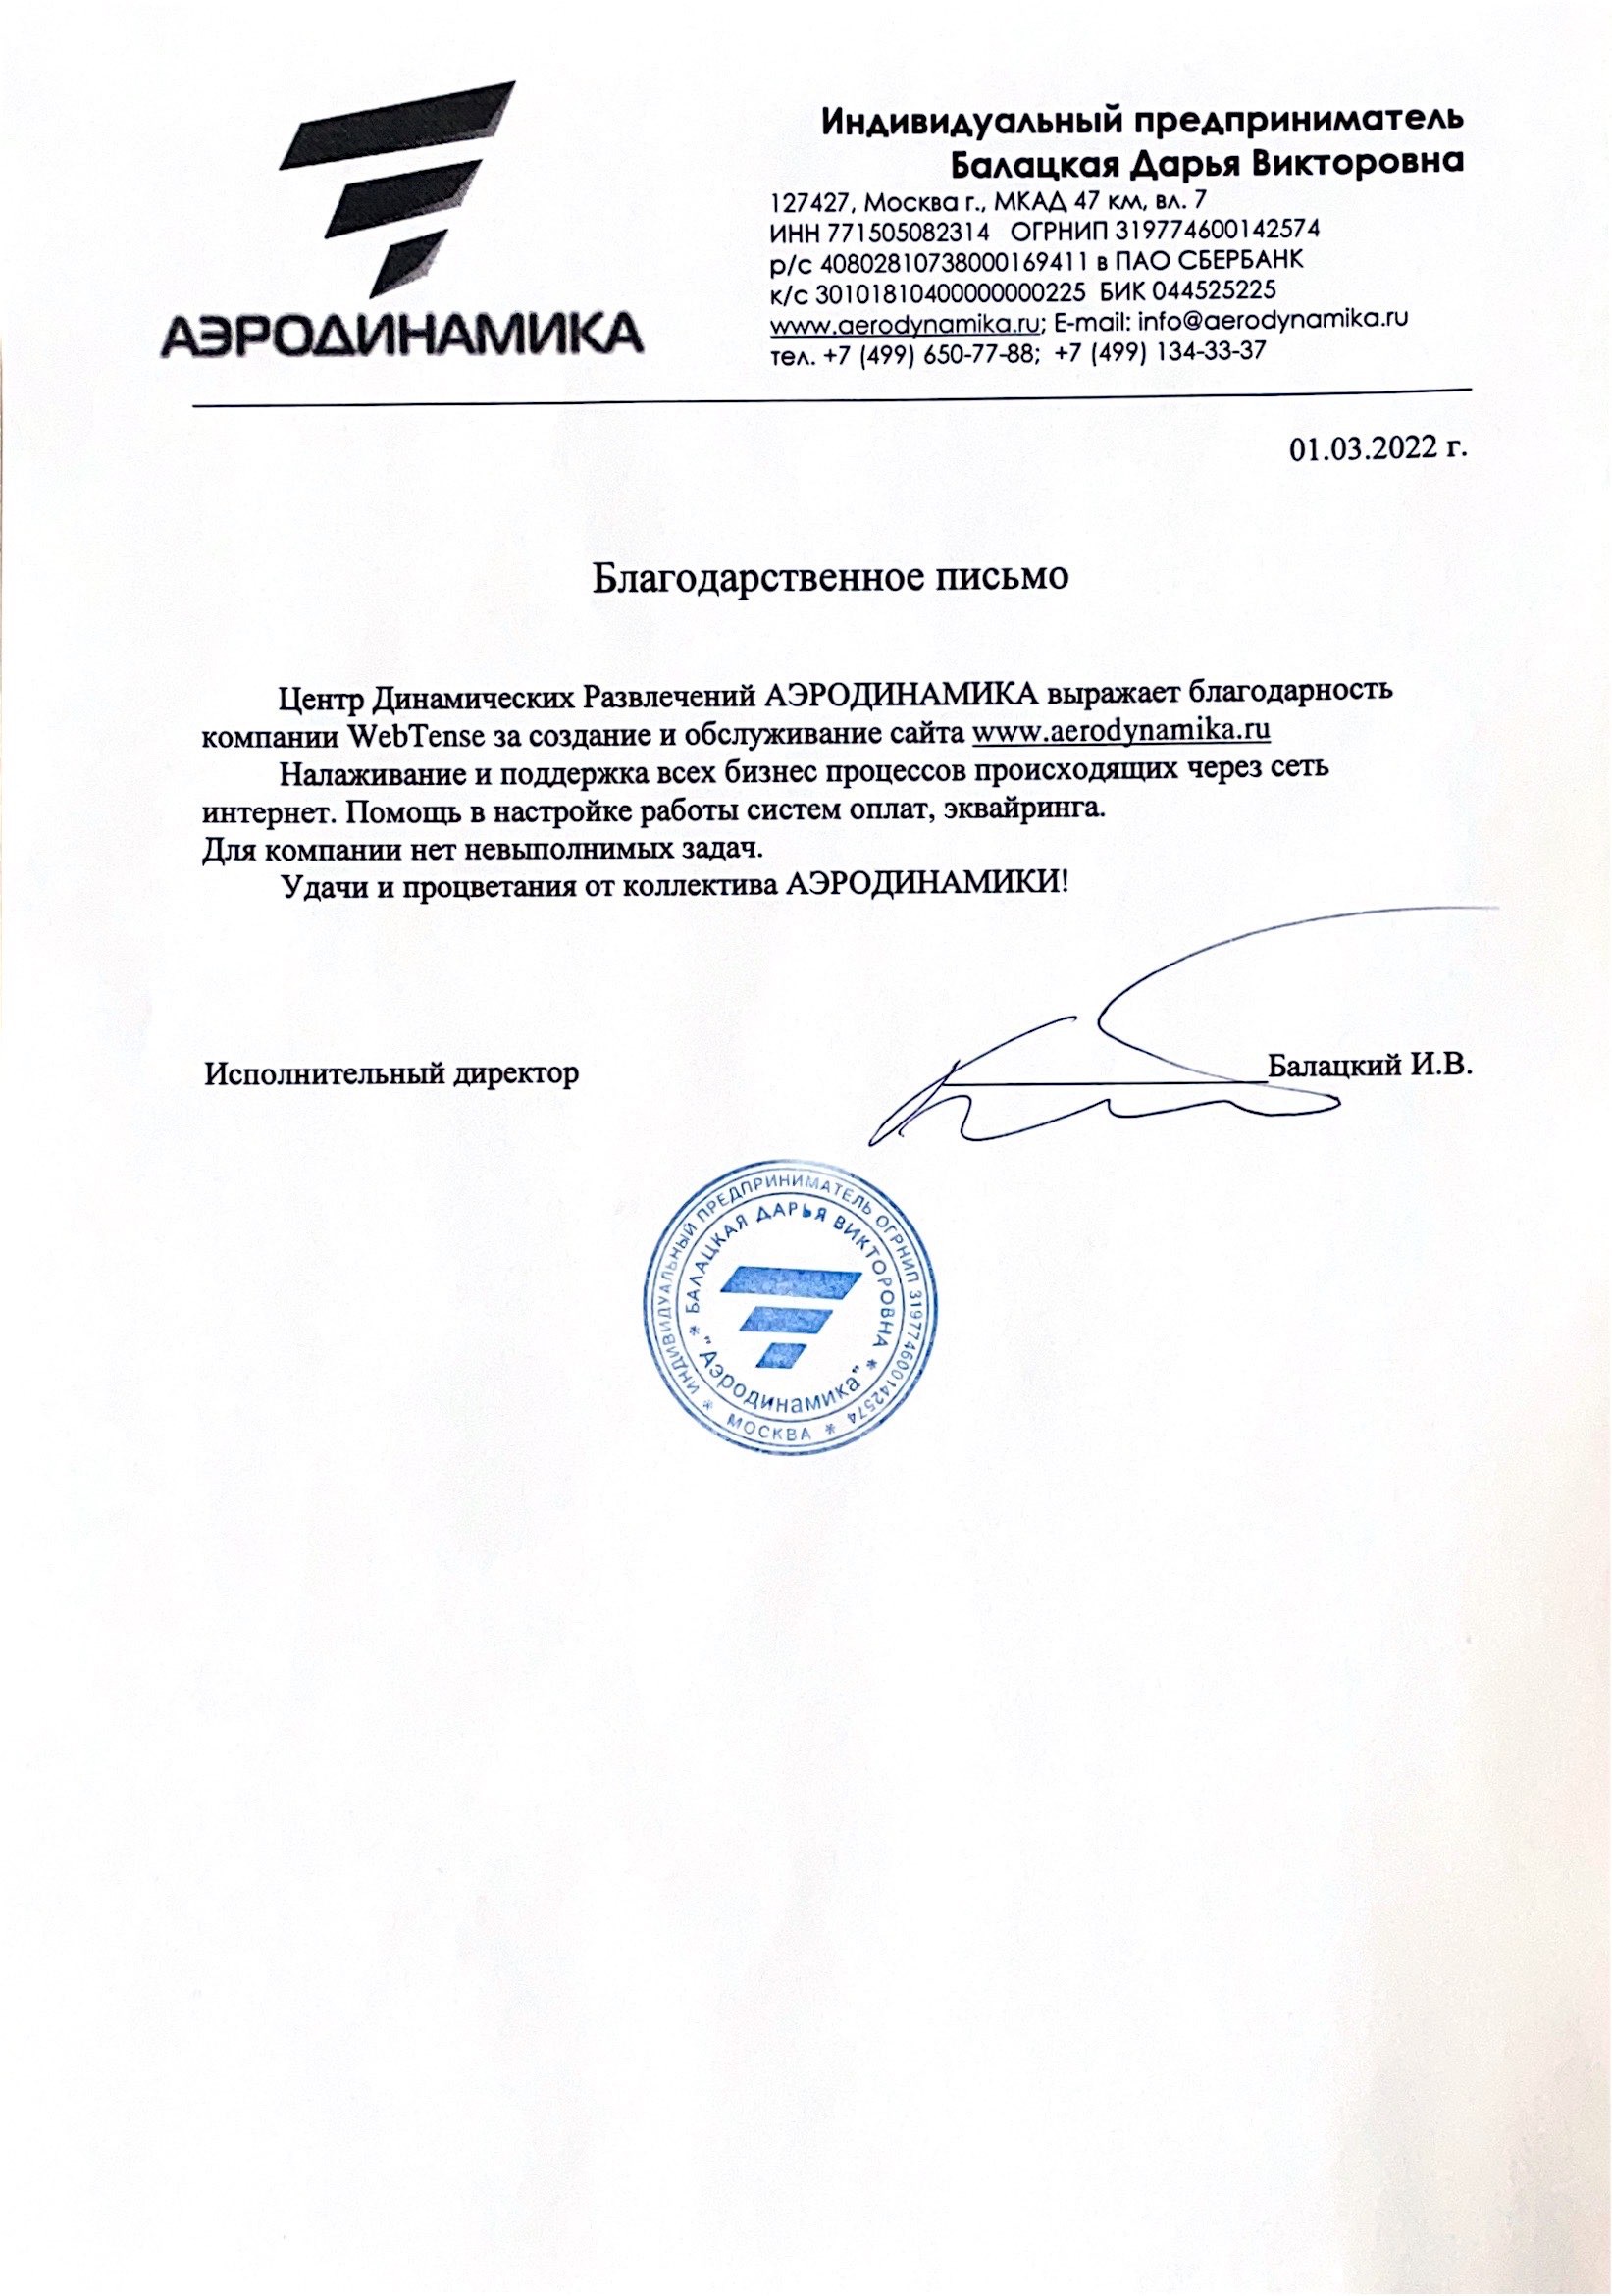 АЭРОДИНАМИКА
Индивидуальный предприниматель
Балацкая Дарья Викторовна
127427, Москва г., МКАД 47 км, вл. 7
ИНН 771505082314 ОГРНИП 319774600142574
р/с 40802810738000169411 в ПАО СБЕРБАНК
к/с 30101810400000000225 БИК 044525225
www.aerodynamika.ru; E-mail: info@aerodynamika.ru
тел. +7 (499) 650-77-88; +7 (499) 134-33-37
01.03.2022 г.
Благодарственное письмо
Центр Динамических Развлечений АЭРОДИНАМИКА выражает благодарность
компании WebTense за создание и обслуживание сайта www.aerodynamika.ru
Налаживание и поддержка всех бизнес процессов происходящих через сеть
интернет. Помощь в настройке работы систем оплат, эквайринга.
Для компании нет невыполнимых задач.
Удачи и процветания от коллектива АЭРОДИНАМИКИ!
Исполнительный директор Балацкий И.В.
* ИНДИВИДУАЛЬНЫЙ ПРЕДПРИНИМАТЕЛЬ ОГРНИП 319774600142574 * МОСКВА
* БАЛАЦКАЯ ДАРЬЯ ВИКТОРОВНА *
"Аэродинамика"